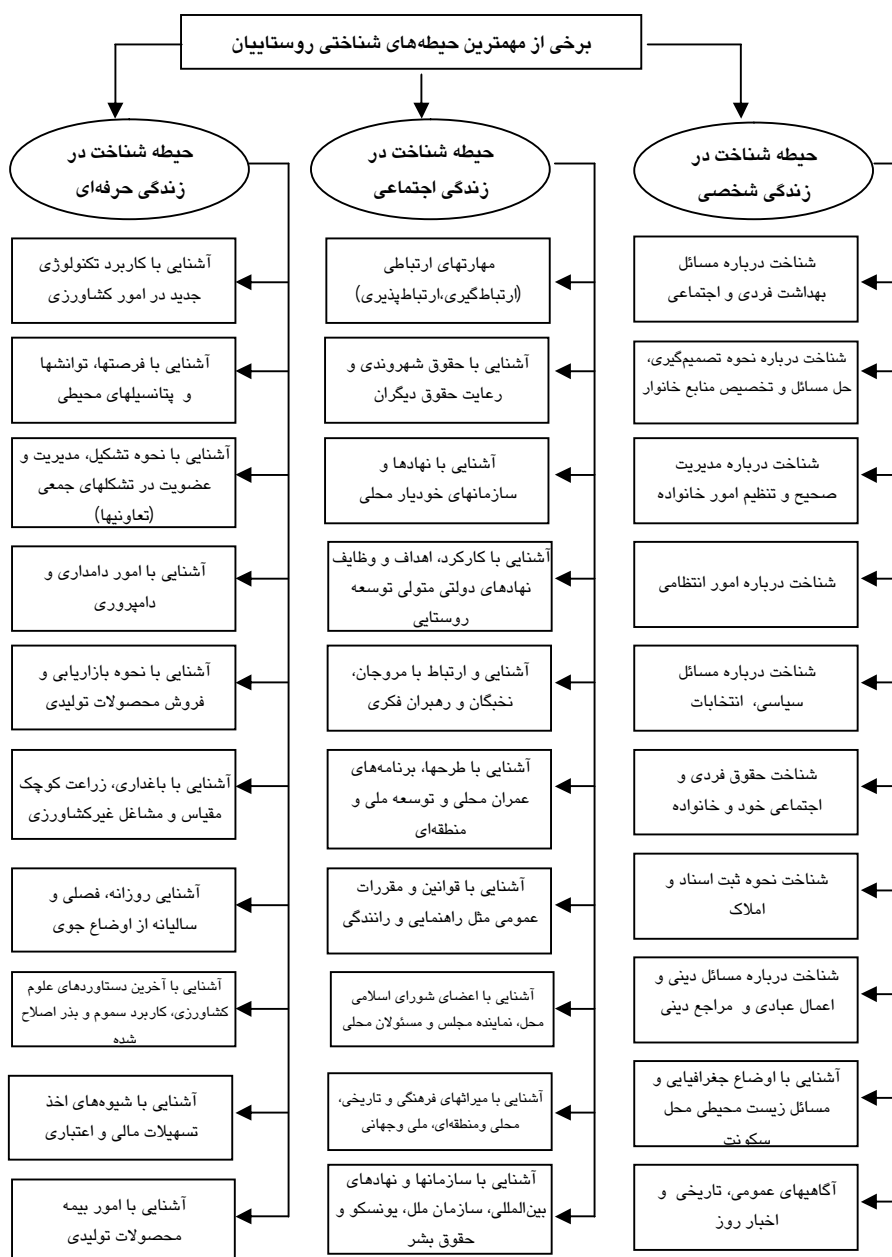 برخی از مهمترین حیطه‌های شناختی روستاییان
حیطه شناخت در
زندگی شخصی
شناخت درباره مسائل
بهداشت فردی و اجتماعی
شناخت درباره نحوه تصمیم‌گیری،
حل مسائل و تخصیص منابع خانوار
شناخت درباره مدیریت
صحیح و تنظیم امور خانواده
شناخت درباره امور انتظامی
شناخت درباره مسائل
سیاسی، انتخابات
شناخت حقوق فردی و
اجتماعی خود و خانواده
شناخت نحوه ثبت اسناد و
املاک
شناخت درباره مسائل دینی و
اعمال عبادی و مراجع دینی
آشنایی با اوضاع جغرافیایی و
مسائل زیست محیطی محل
سکونت
آگاهیهای عمومی، تاریخی و
اخبار روز
حیطه شناخت در
زندگی اجتماعی
مهارتهای ارتباطی
(ارتباط‌گیری،ارتباط‌پذیری)
آشنایی با حقوق شهروندی و
رعایت حقوق دیگران
آشنایی با نهادها و
سازمانهای خودیار محلی
آشنایی با کارکرد، اهداف و وظایف
نهادهای دولتی متولی توسعه
روستایی
آشنایی و ارتباط با مروجان،
نخبگان و رهبران فکری
آشنایی با طرحها، برنامه‌های
عمران محلی و توسعه ملی و
منطقه‌ای
آشنایی با قوانین و مقررات
عمومی مثل راهنمایی و رانندگی
آشنایی با اعضای شورای اسلامی
محل، نماینده مجلس و مسئولان محلی
آشنایی با میراثهای فرهنگی و تاریخی،
محلی ومنطقه‌ای، ملی وجهانی
آشنایی با سازمانها و نهادهای
بین‌المللی، سازمان ملل، یونسکو و
حقوق بشر
حیطه شناخت در
زندگی حرفه‌ای
آشنایی با کاربرد تکنولوژی
جدید در امور کشاورزی
آشنایی با فرصتها، توانشها
و پتانسیلهای محیطی
آشنایی با نحوه تشکیل، مدیریت و
عضویت در تشکلهای جمعی
(تعاونیها)
آشنایی با امور دامداری و
دامپروری
آشنایی با نحوه بازاریابی و
فروش محصولات تولیدی
آشنایی با باغداری، زراعت کوچک
مقیاس و مشاغل غیرکشاورزی
آشنایی روزانه، فصلی و
سالیانه از اوضاع جوی
آشنایی با آخرین دستاوردهای علوم
کشاورزی، کاربرد سموم و بذر اصلاح
شده
آشنایی با شیوه‌های اخذ
تسهیلات مالی و اعتباری
آشنایی با امور بیمه
محصولات تولیدی